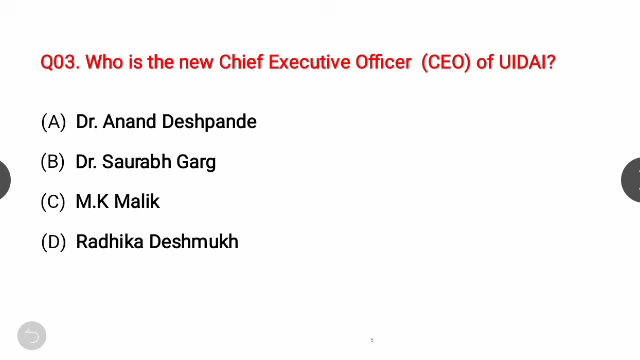 Q03. Who is the new Chief Executive Officer (CEO) of UIDAI?
(A) Dr. Anand Deshpande
(B) Dr. Saurabh Garg
(C) M.K Malik
(D) Radhika Deshmukh
5